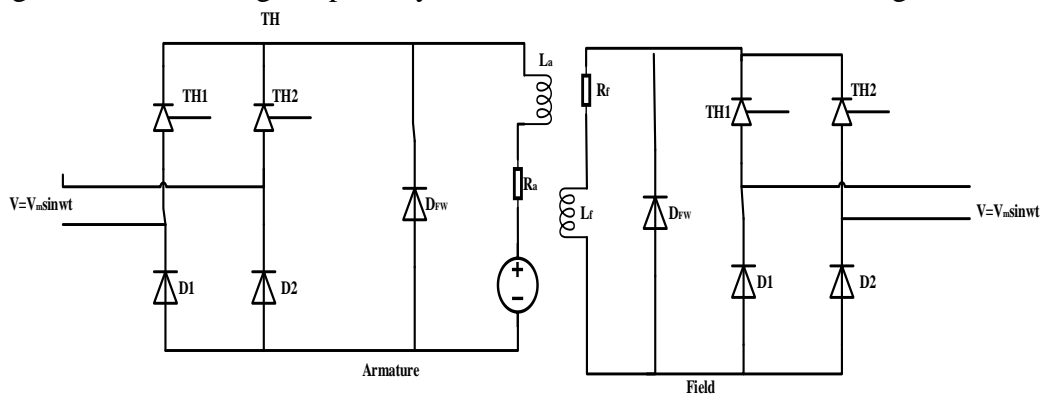 TH
La
TH1
TH2
Rf
TH1
TH2
Ra
V=Vmsinwt
DFW
Lf
DFW
V=Vmsinwt
+
-
D1
D2
D1
D2
Armature
Field